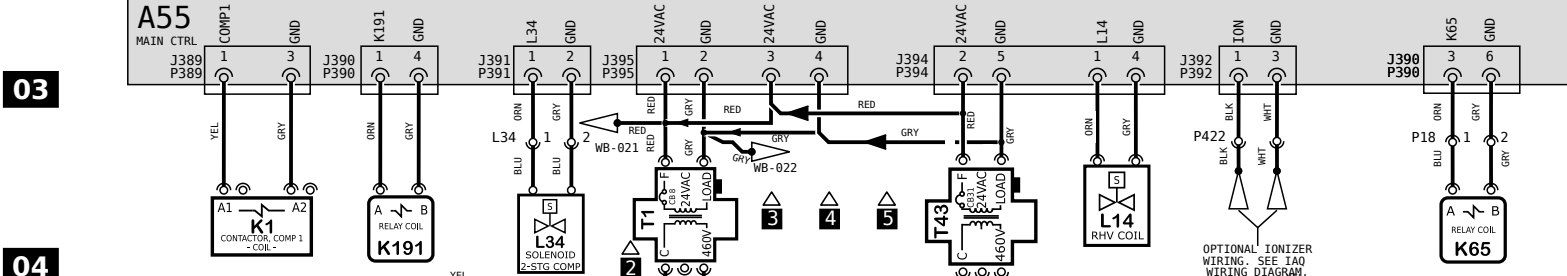 A55
MAIN CTRL
COMP1 GND K191 GND L34 GND 24VAC GND 24VAC GND 24VAC GND L14 GND ION GND K65 GND
J389 1 3 J390 1 4 J391 1 2 J395 1 2 3 4 J394 2 5 1 4 J392 1 3 J390 3 6
P389 P390 P391 P395 P394 P392 P390
03
YEL GRY ORN GRY ORN GRY RED GRY RED RED RED GRY ORN GRY BLK WHT ORN GRY
RED GRY GRY
L34 1 2 P422 P18 1 2
BLU BLU WB-021 RED GRY GRY WB-022 BLK WHT BLU GRY
A1 A2
K1
CONTACTOR, COMP 1
- COIL -
A B
RELAY COIL
K191
S
L34
SOLENOID
2-STG COMP
T1
F CB8 24VAC LOAD
C 460V
2
3
4
5
T43
F CB31 24VAC LOAD
C 460V
S
L14
RHV COIL
OPTIONAL IONIZER
WIRING. SEE IAQ
WIRING DIAGRAM.
A B
RELAY COIL
K65
04
YEL